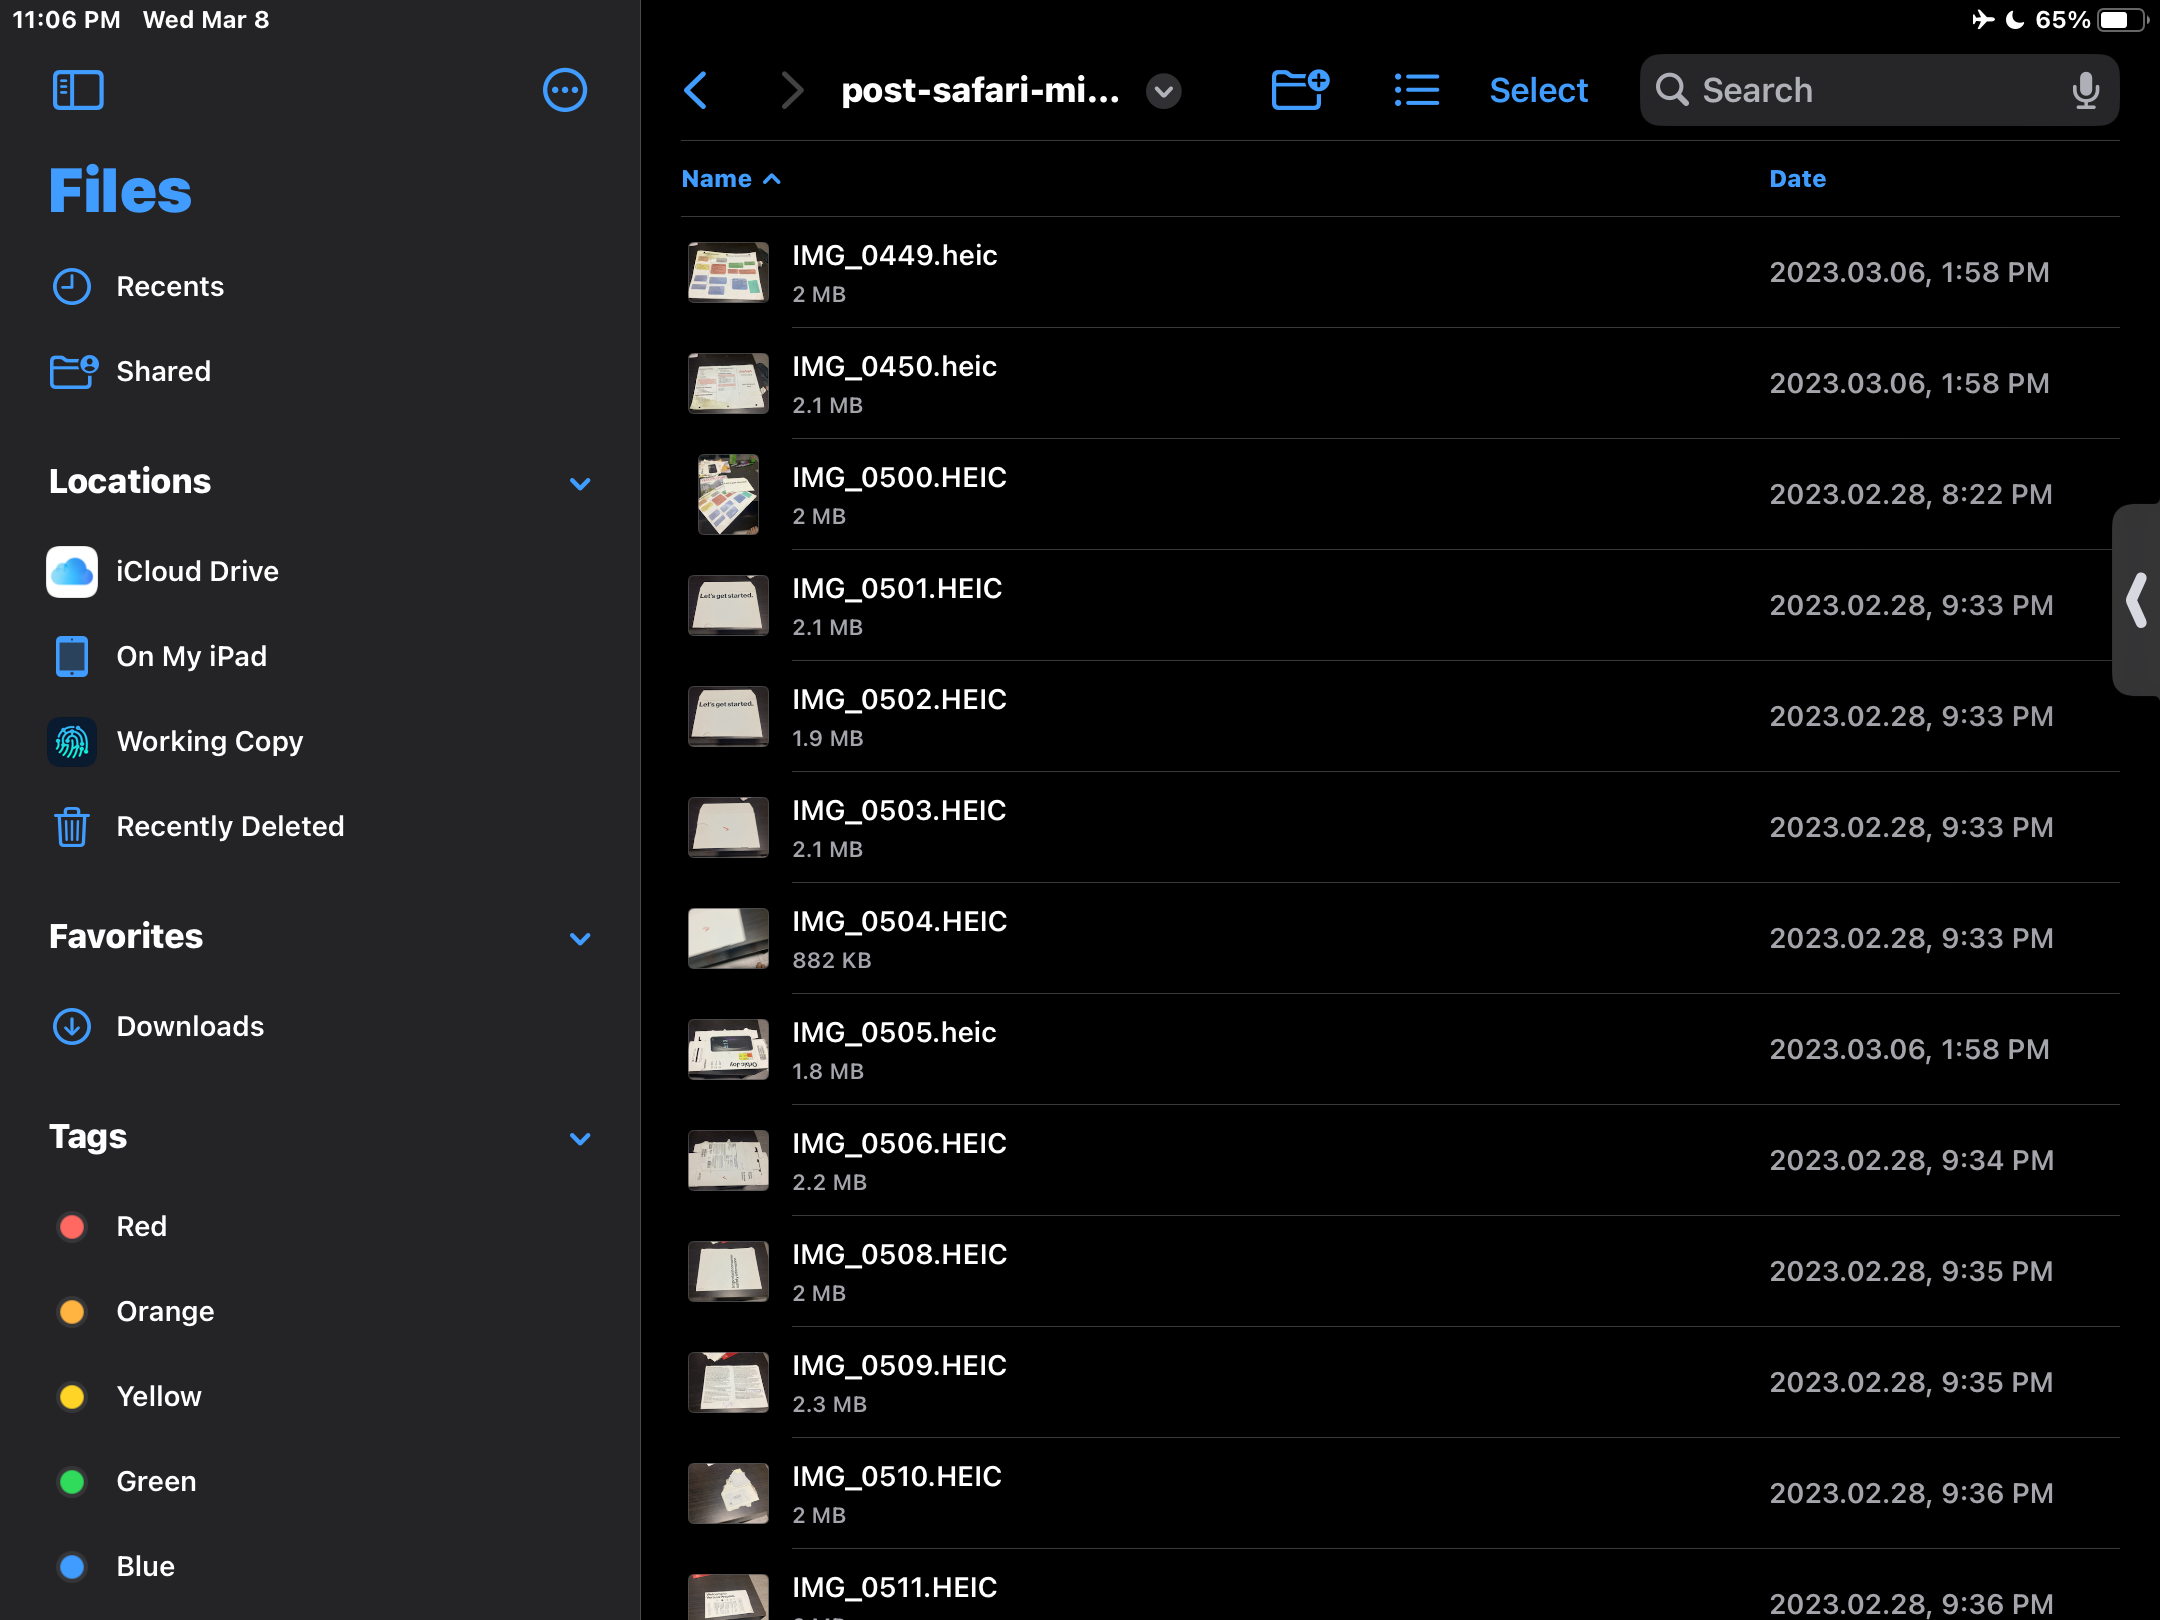 11:06 PM Wed Mar 8
65%
Files
Recents
Shared
Locations
iCloud Drive
On My iPad
Working Copy
Recently Deleted
Favorites
Downloads
Tags
Red
Orange
Yellow
Green
Blue
post-safari-mi...
Select
Search
Name Date
IMG_0449.heic
2 MB
2023.03.06, 1:58 PM
IMG_0450.heic
2.1 MB
2023.03.06, 1:58 PM
IMG_0500.HEIC
2 MB
2023.02.28, 8:22 PM
Let's get started.
IMG_0501.HEIC
2.1 MB
2023.02.28, 9:33 PM
Let's get started.
IMG_0502.HEIC
1.9 MB
2023.02.28, 9:33 PM
IMG_0503.HEIC
2.1 MB
2023.02.28, 9:33 PM
IMG_0504.HEIC
882 KB
2023.02.28, 9:33 PM
IMG_0505.heic
1.8 MB
2023.03.06, 1:58 PM
IMG_0506.HEIC
2.2 MB
2023.02.28, 9:34 PM
IMG_0508.HEIC
2 MB
2023.02.28, 9:35 PM
IMG_0509.HEIC
2.3 MB
2023.02.28, 9:35 PM
IMG_0510.HEIC
2 MB
2023.02.28, 9:36 PM
IMG_0511.HEIC
2023.02.28, 9:36 PM